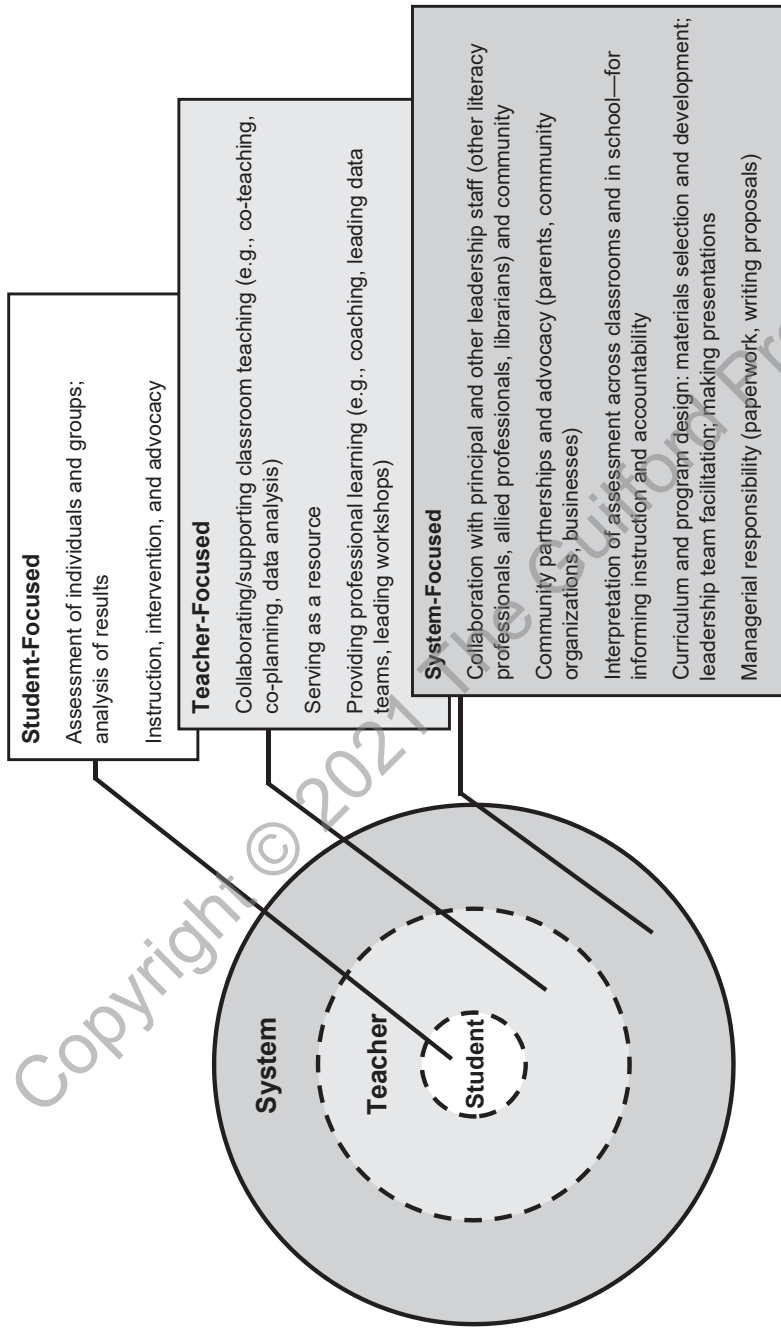 System
Teacher
Student
Student-Focused
Assessment of individuals and groups;
analysis of results
Instruction, intervention, and advocacy
Teacher-Focused
Collaborating/supporting classroom teaching (e.g., co-teaching,
co-planning, data analysis)
Serving as a resource
Providing professional learning (e.g., coaching, leading data
teams, leading workshops)
System-Focused
Collaboration with principal and other leadership staff (other literacy
professionals, allied professionals, librarians) and community
Community partnerships and advocacy (parents, community
organizations, businesses)
Interpretation of assessment across classrooms and in school—for
informing instruction and accountability
Curriculum and program design: materials selection and development;
leadership team facilitation; making presentations
Managerial responsibility (paperwork, writing proposals)
Copyright © 2021 The Guilford Pre